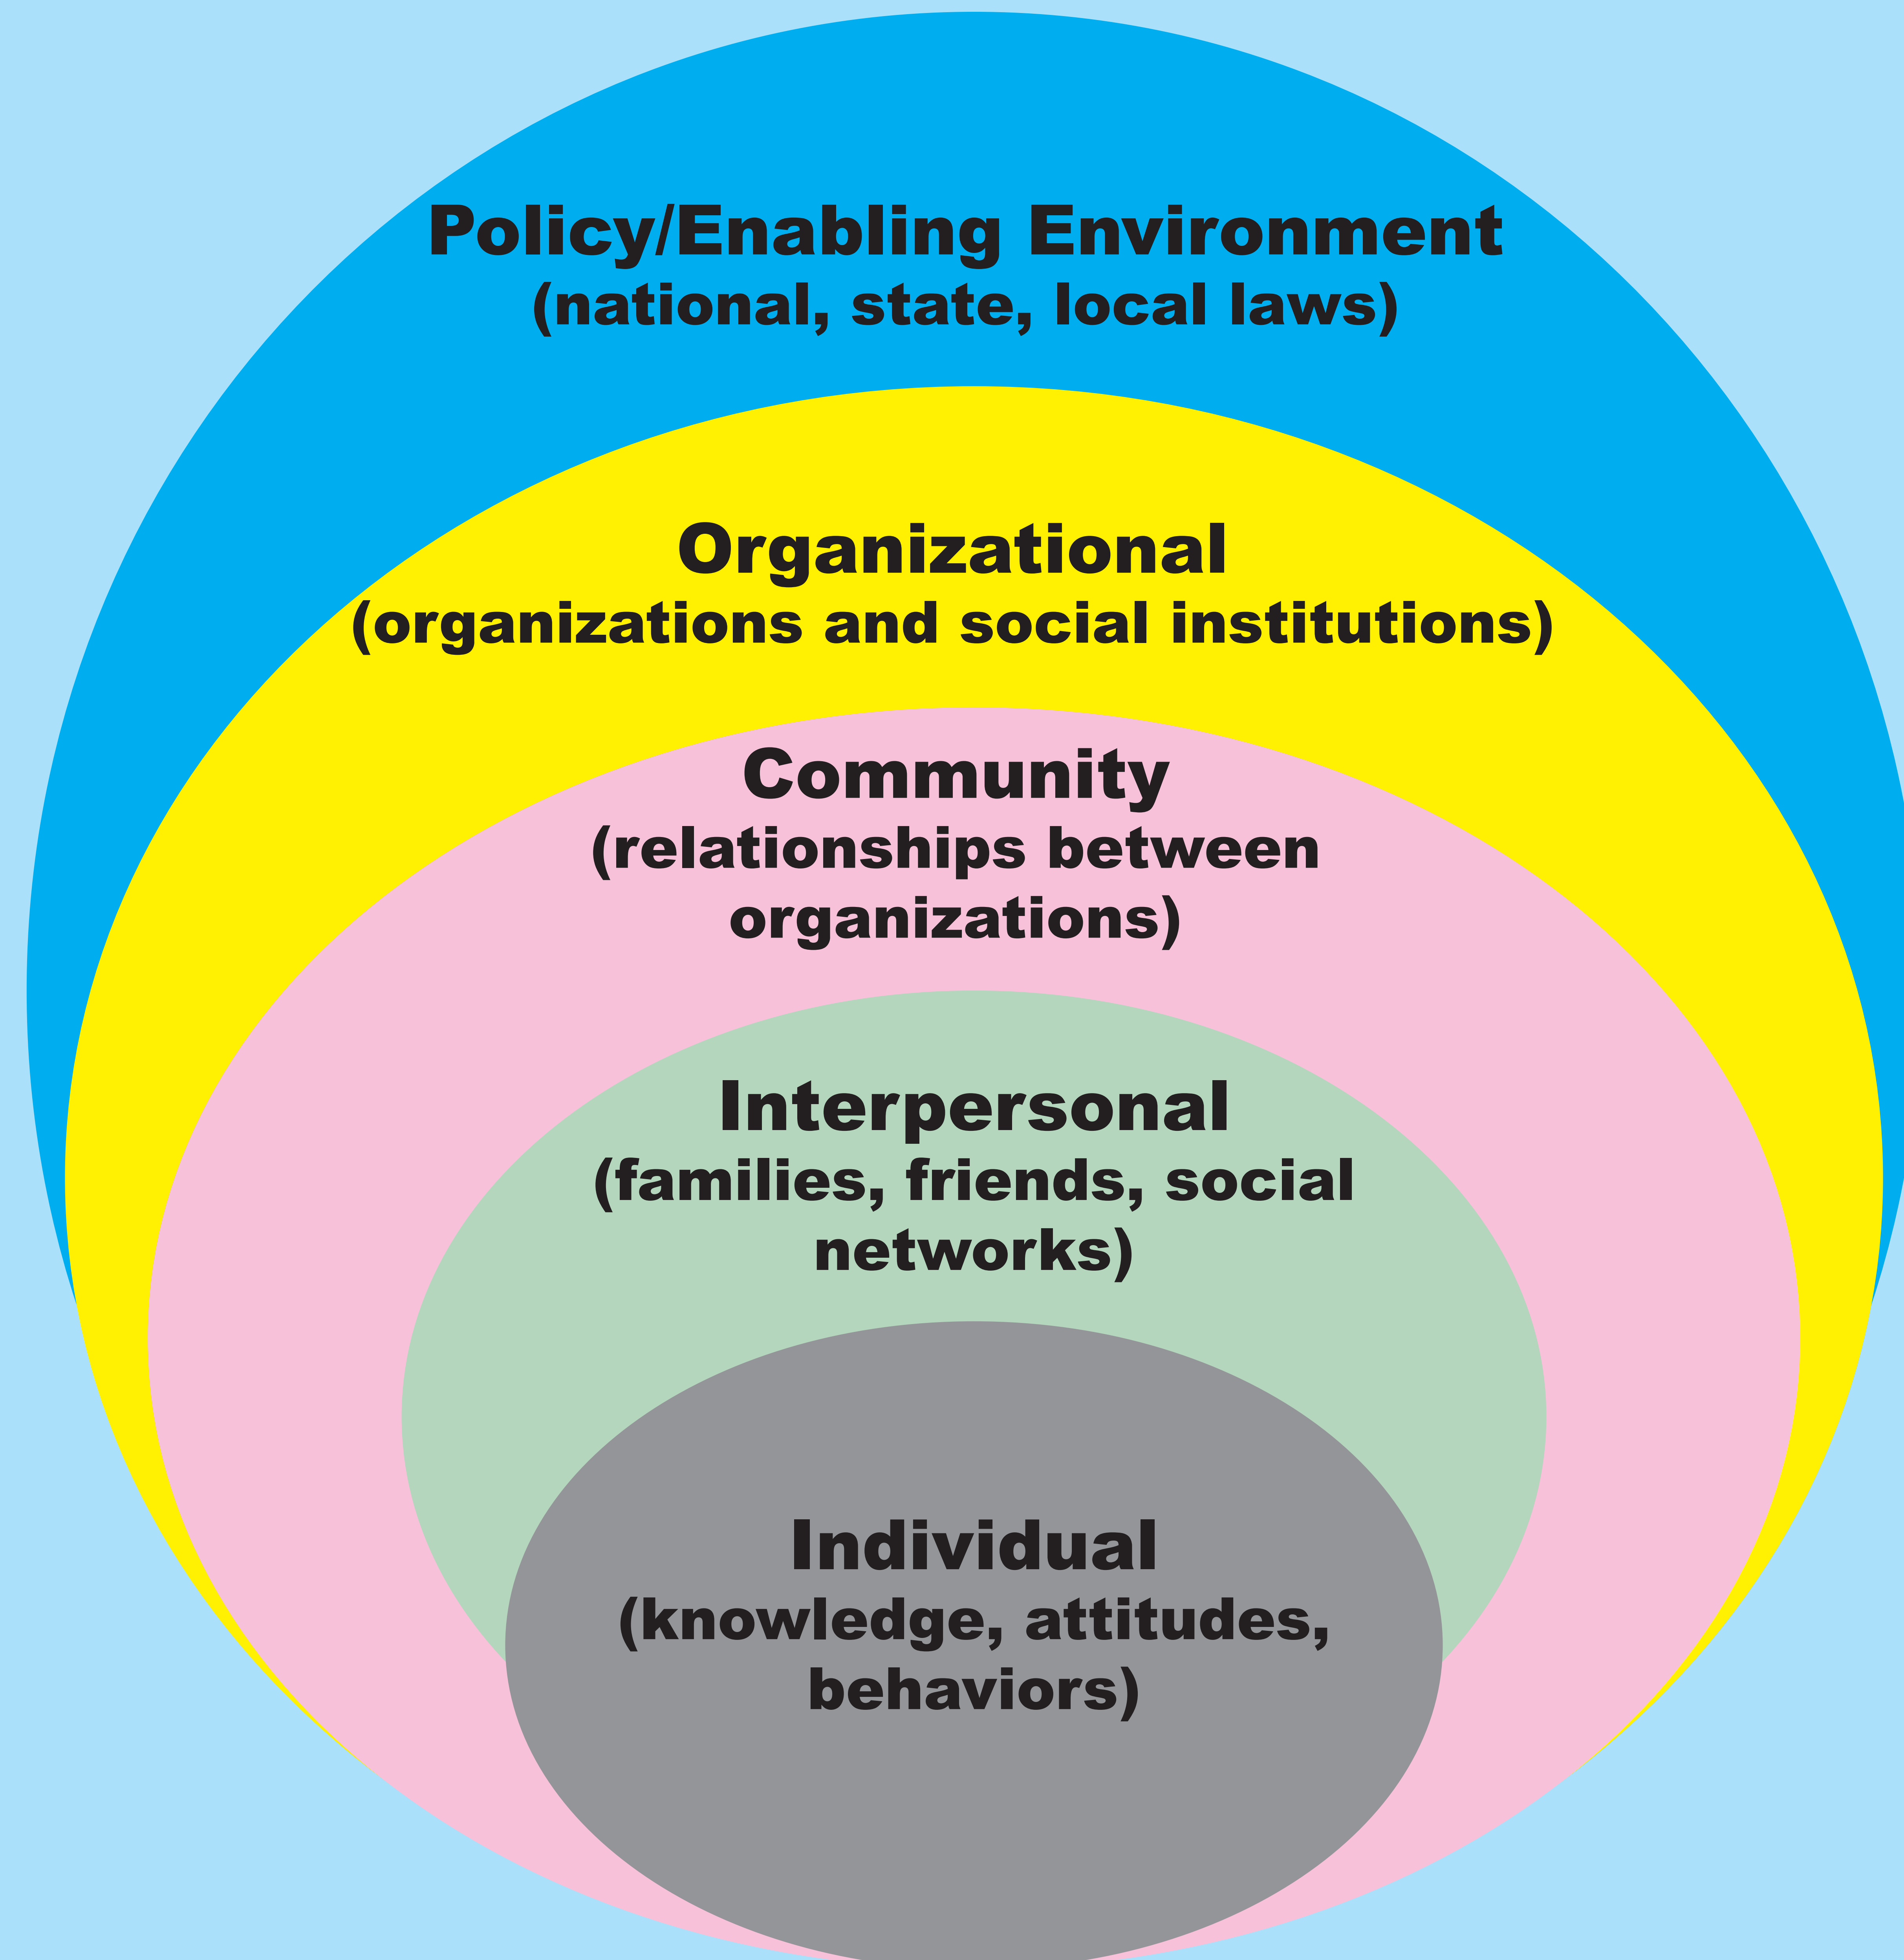 Policy/Enabling Environment
(national, state, local laws)
Organizational
(organizations and social institutions)
Community
(relationships between
organizations)
Interpersonal
(families, friends, social
networks)
Individual
(knowledge, attitudes,
behaviors)